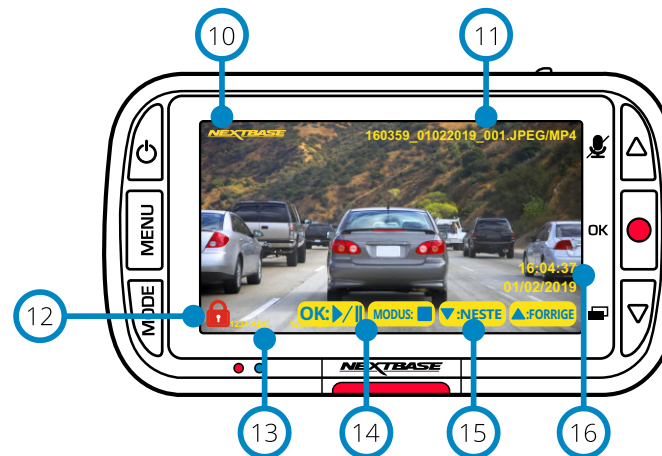 10
11
NEXTBASE
160359_01022019_001.JPEG/MP4
MENU
OK
16:04:37
12
MODE
01/02/2019
OK: MODUS: :NESTE :FORRIGE
NEXTBASE
13
14
15
16